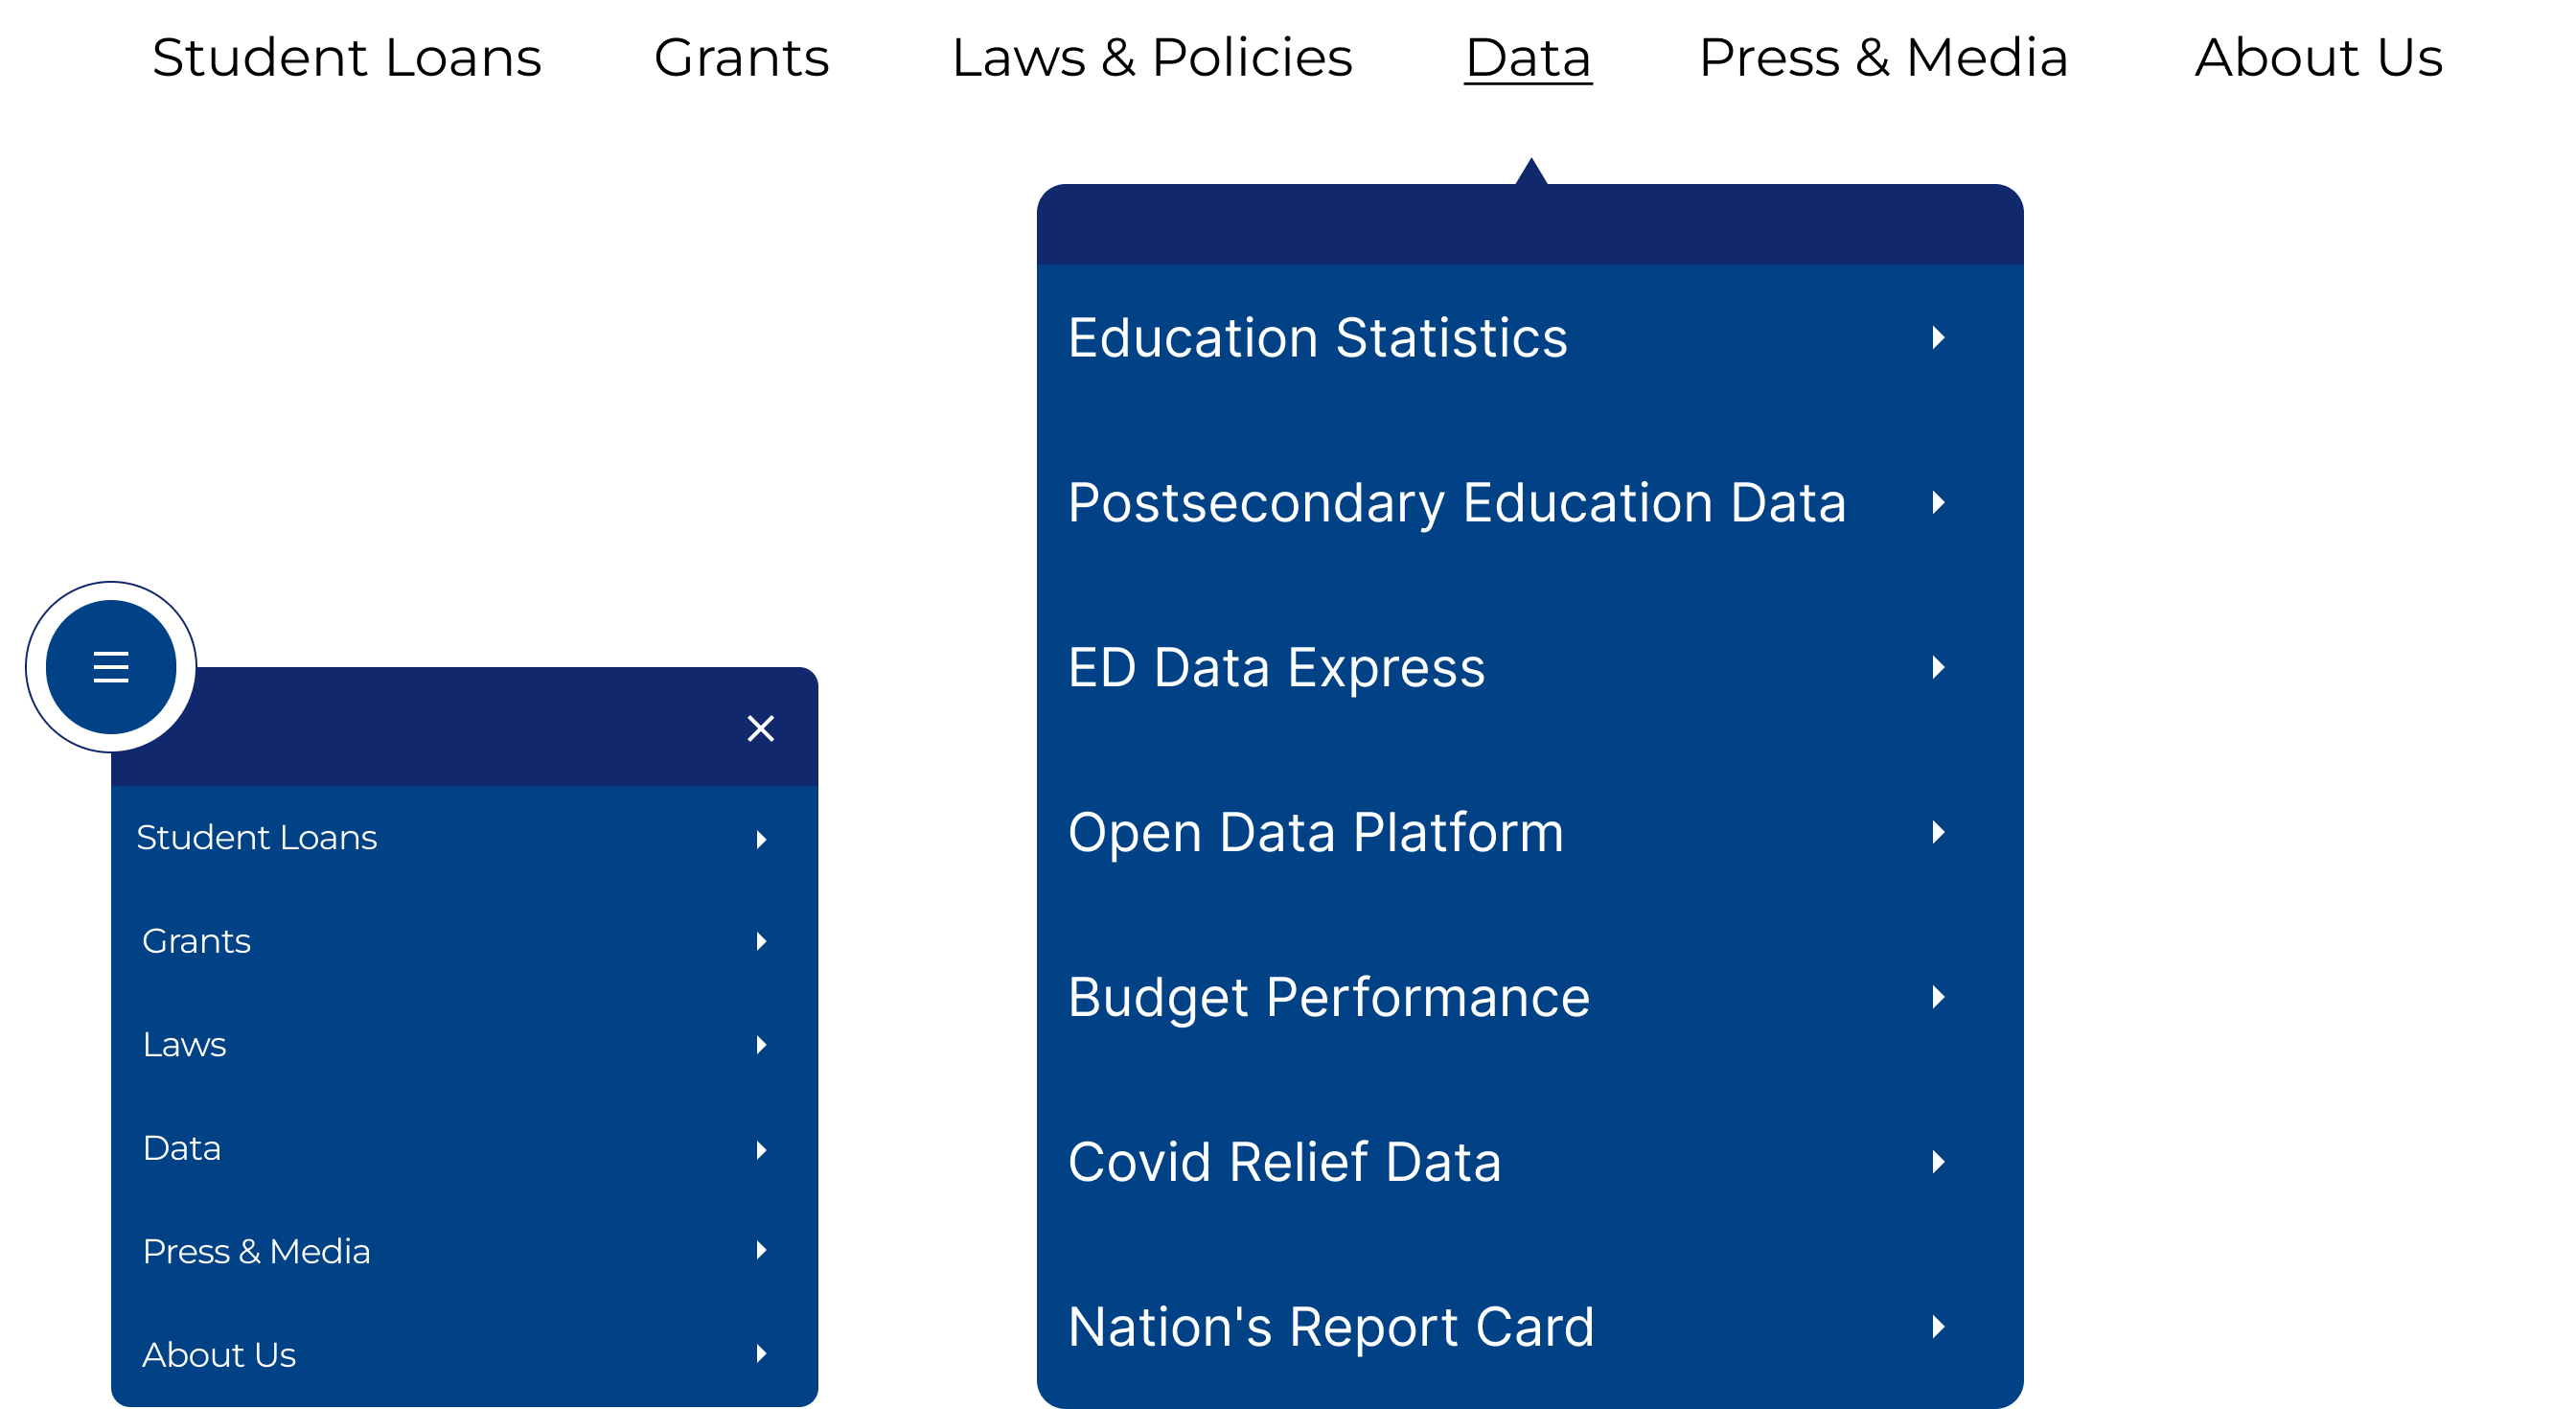 Student Loans
Grants
Laws & Policies
Data
Press & Media
About Us
Education Statistics
Postsecondary Education Data
ED Data Express
Open Data Platform
Budget Performance
Covid Relief Data
Nation's Report Card
Student Loans
Grants
Laws
Data
Press & Media
About Us